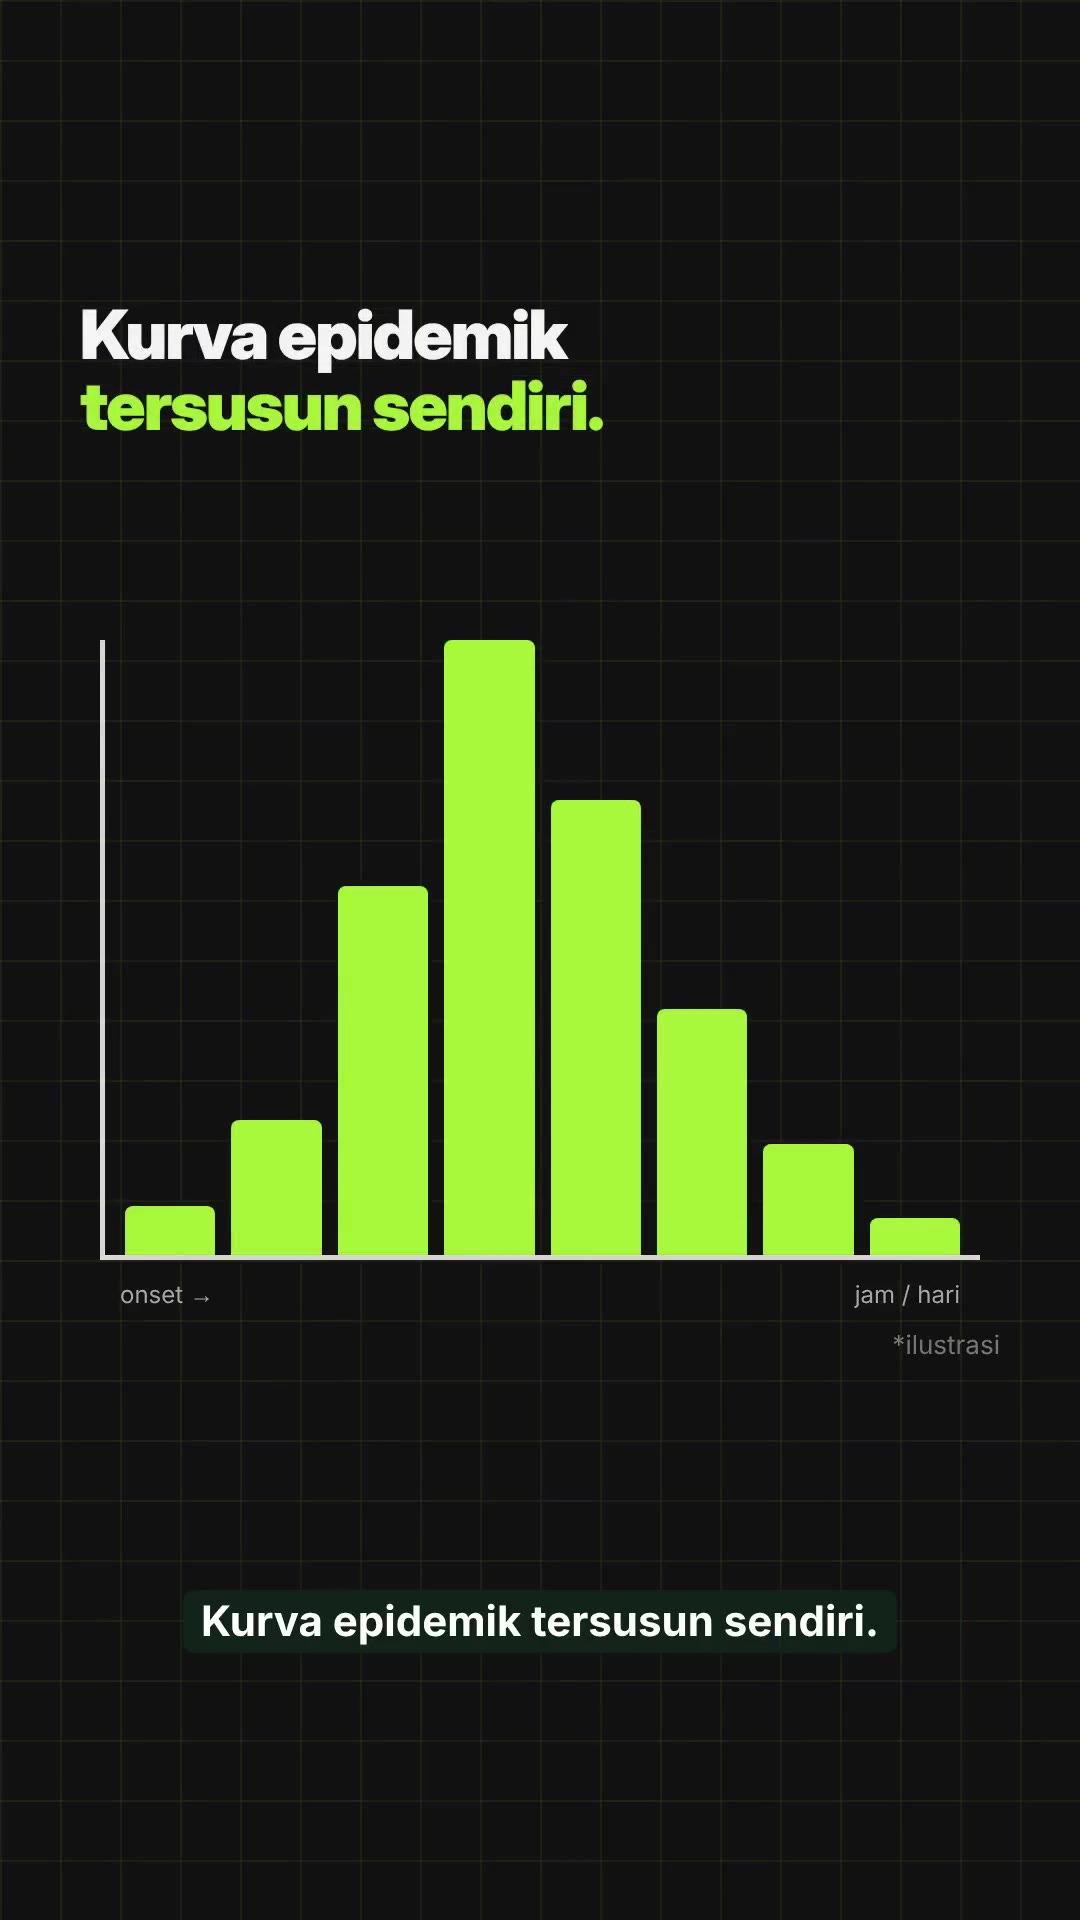 Kurva epidemik
tersusun sendiri.
onset →
jam / hari
*ilustrasi
Kurva epidemik tersusun sendiri.